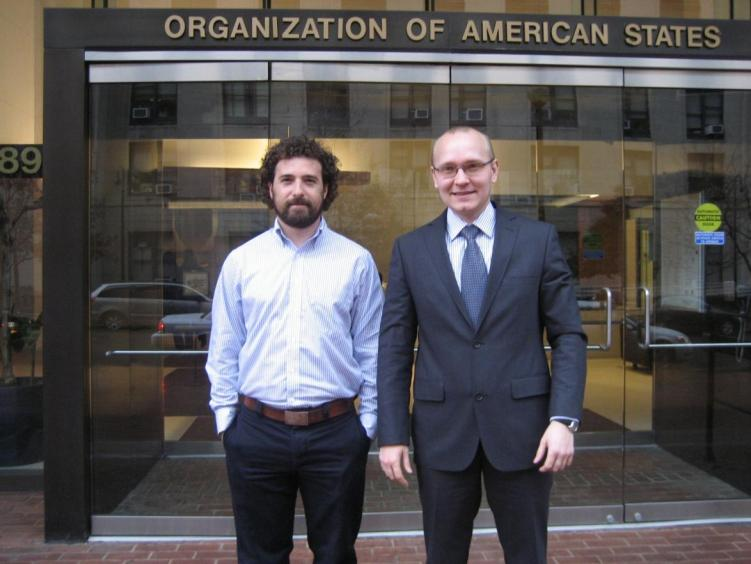 ORGANIZATION OF AMERICAN STATES
89
CAUTION